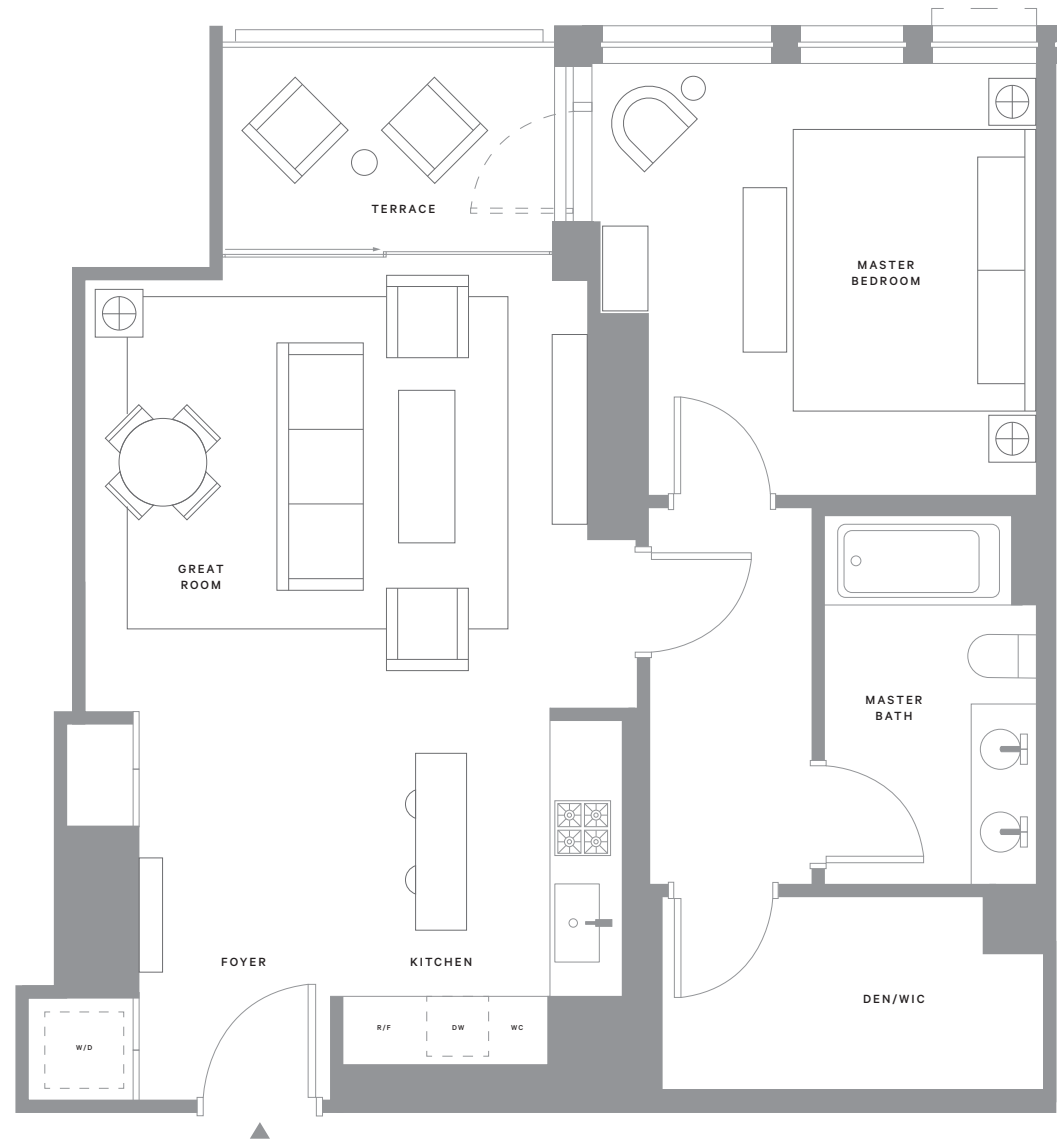 TERRACE
MASTER
BEDROOM
GREAT
ROOM
MASTER
BATH
FOYER
KITCHEN
DEN/WIC
R/F
DW
WC
W/D